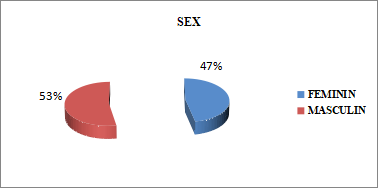 SEX
47%
53%
FEMININ
MASCULIN